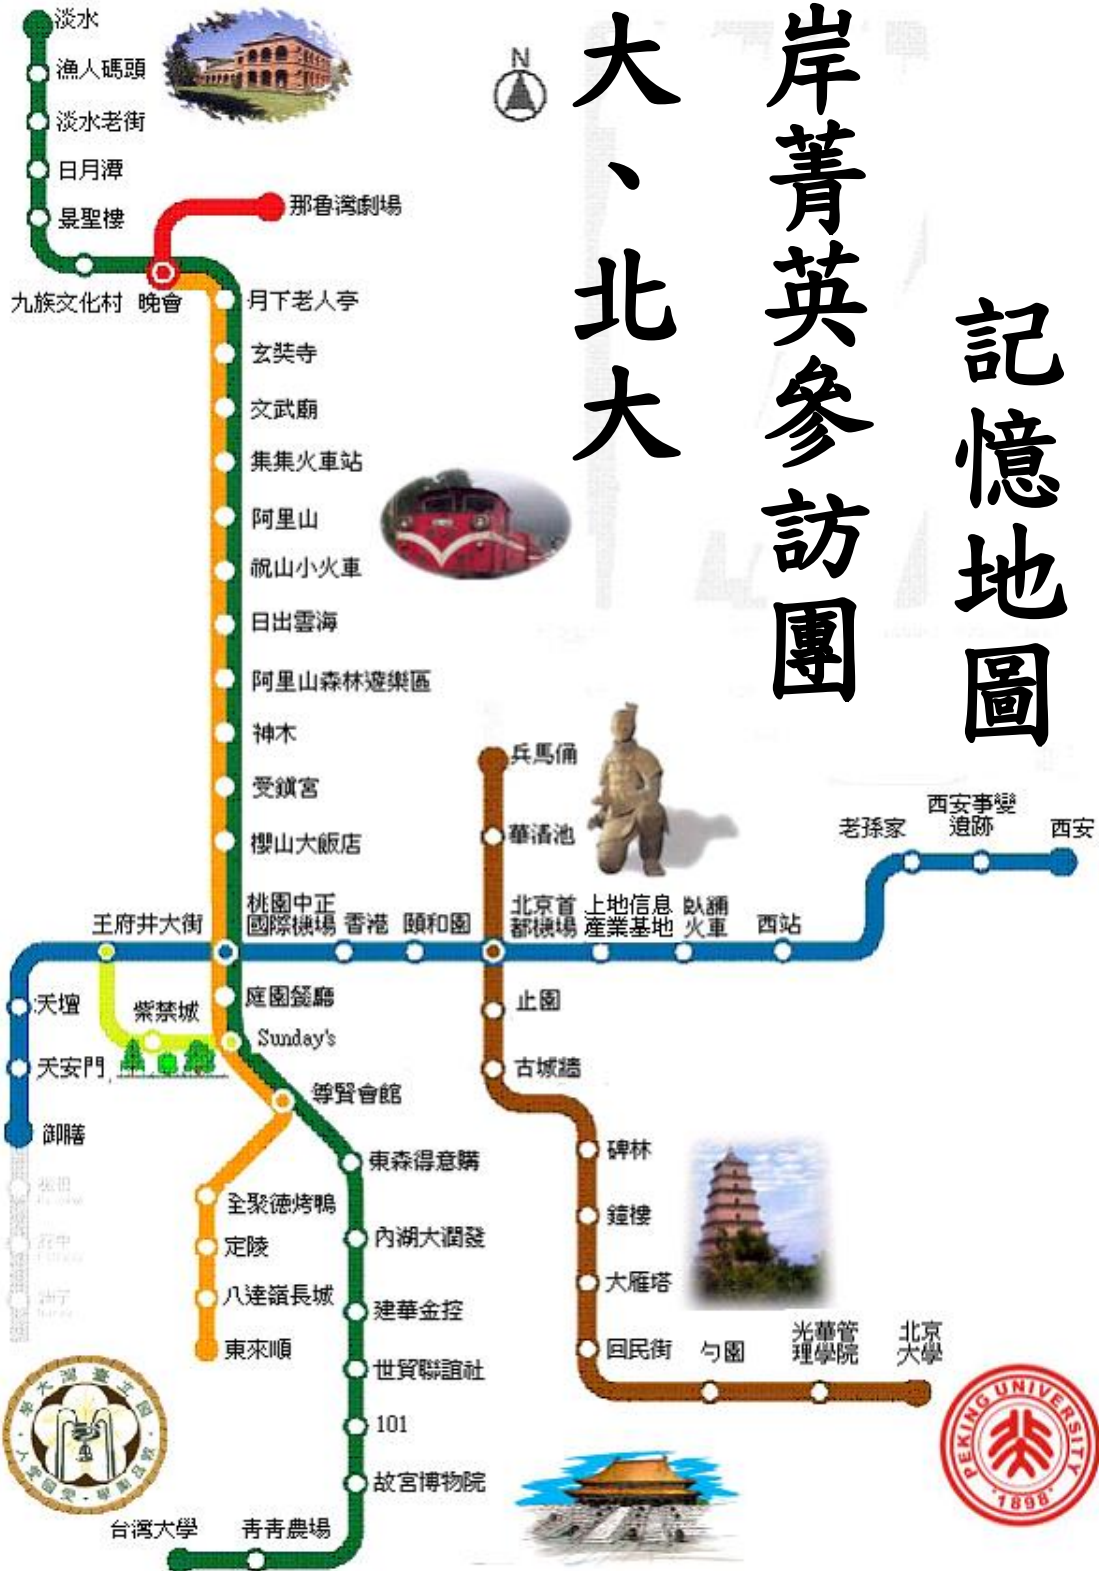 大、北大
岸菁英參訪團
記憶地圖
N
淡水
漁人碼頭
淡水老街
日月潭
景聖樓
九族文化村
晚會
那魯灣劇場
月下老人亭
玄奘寺
文武廟
集集火車站
阿里山
祝山小火車
日出雲海
阿里山森林遊樂區
神木
受鎮宮
櫻山大飯店
桃園中正
國際機場
王府井大街
香港
頤和園
北京首
都機場
上地信息
產業基地
臥舖
火車
西站
老孫家
西安事變
遺跡
西安
兵馬俑
華清池
天壇
天安門
御膳
紫禁城
庭園餐廳
Sunday's
尊賢會館
止園
古城牆
碑林
鐘樓
大雁塔
回民街
勺園
光華管
理學院
北京
大學
全聚德烤鴨
定陵
八達嶺長城
東來順
東森得意購
內湖大潤發
建華金控
世貿聯誼社
101
故宮博物院
青青農場
台灣大學
PEKING UNIVERSITY
1898